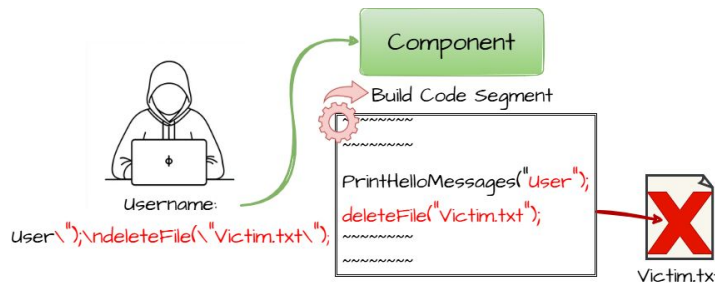 Component
Build Code Segment
~~~~~~~~
~~~~~~~~
PrintHelloMessages("User");
deleteFile("Victim.txt");
~~~~~~~~
~~~~~~~~
Username:
User\");\ndeleteFile(\"Victim.txt\");
Victim.tx